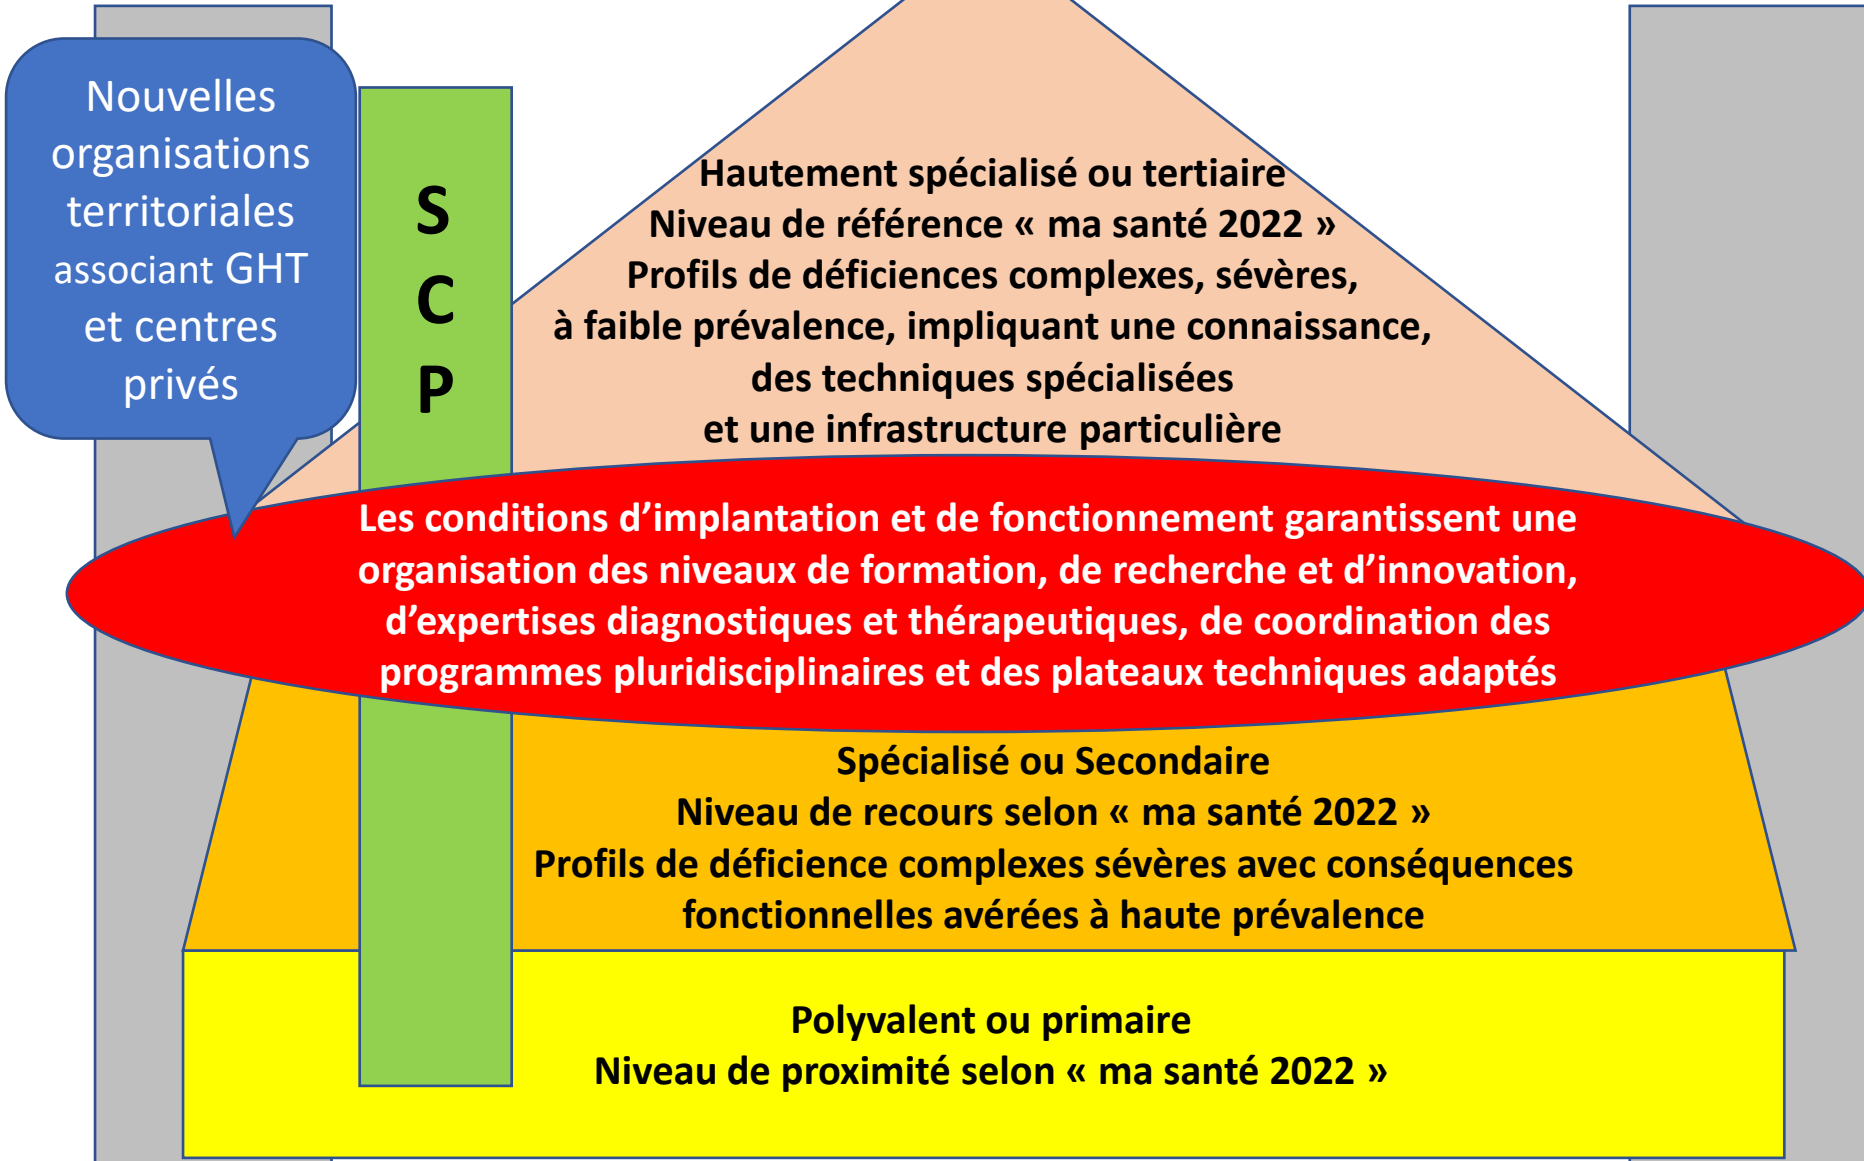 Nouvelles
organisations
territoriales
associant GHT
et centres
privés
S
C
P
Hautement spécialisé ou tertiaire
Niveau de référence « ma santé 2022 »
Profils de déficiences complexes, sévères,
à faible prévalence, impliquant une connaissance,
des techniques spécialisées
et une infrastructure particulière
Les conditions d’implantation et de fonctionnement garantissent une
organisation des niveaux de formation, de recherche et d’innovation,
d’expertises diagnostiques et thérapeutiques, de coordination des
programmes pluridisciplinaires et des plateaux techniques adaptés
Spécialisé ou Secondaire
Niveau de recours selon « ma santé 2022 »
Profils de déficience complexes sévères avec conséquences
fonctionnelles avérées à haute prévalence
Polyvalent ou primaire
Niveau de proximité selon « ma santé 2022 »